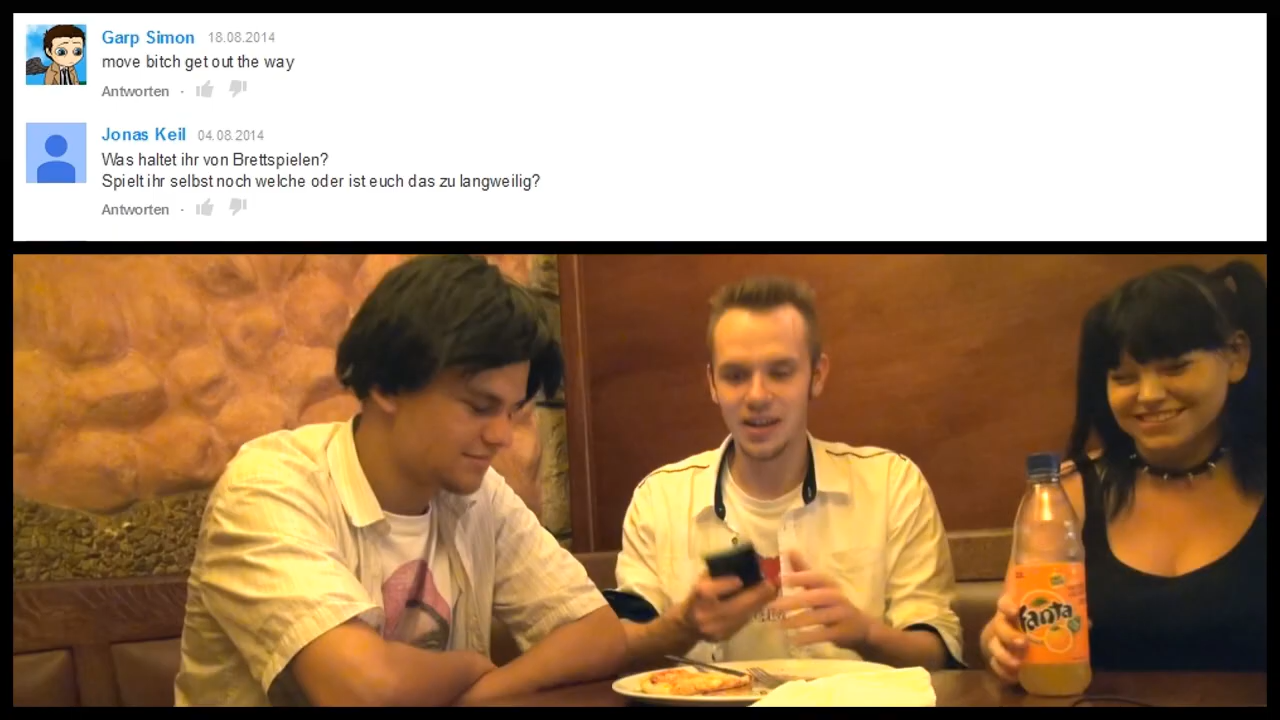 Garp Simon 18.08.2014
move bitch get out the way
Antworten ·
Jonas Keil 04.08.2014
Was haltet ihr von Brettspielen?
Spielt ihr selbst noch welche oder ist euch das zu langweilig?
Antworten ·
fanta